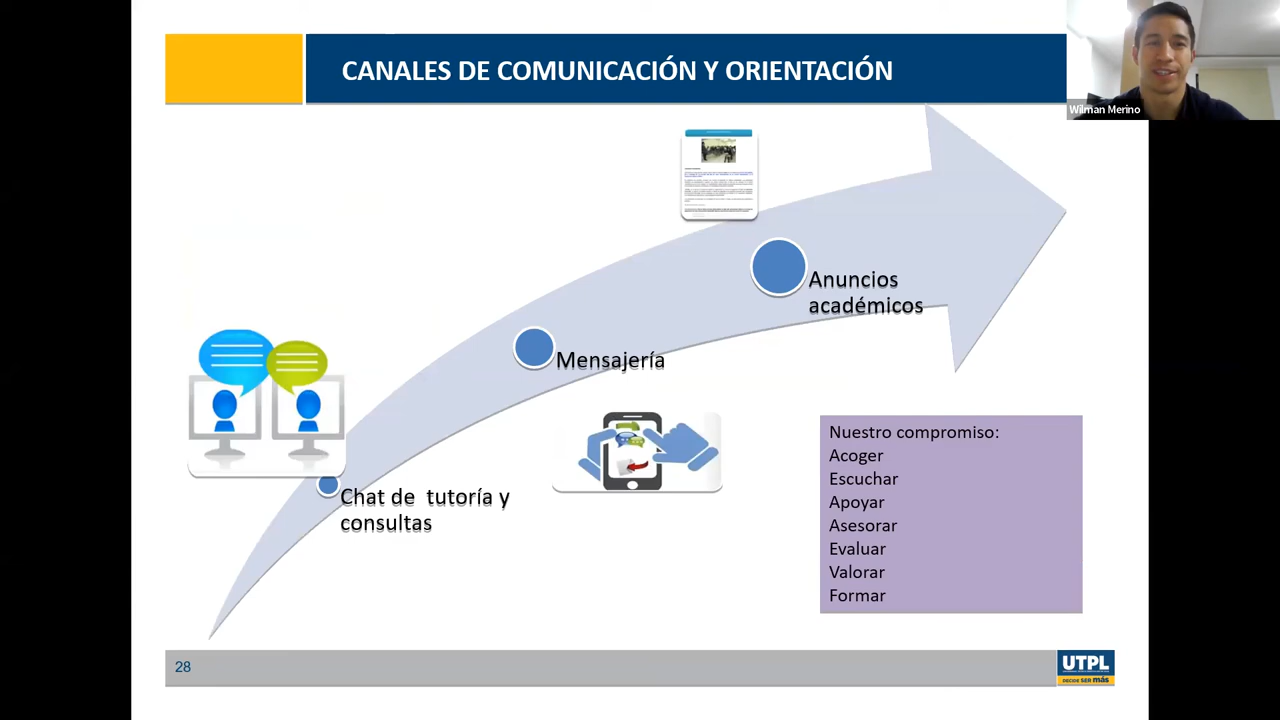 CANALES DE COMUNICACIÓN Y ORIENTACIÓN
Wilman Merino
Anuncios
académicos
Mensajería
Chat de tutoría y
consultas
Nuestro compromiso:
Acoger
Escuchar
Apoyar
Asesorar
Evaluar
Valorar
Formar
28
UTPL
DECIDE SER más